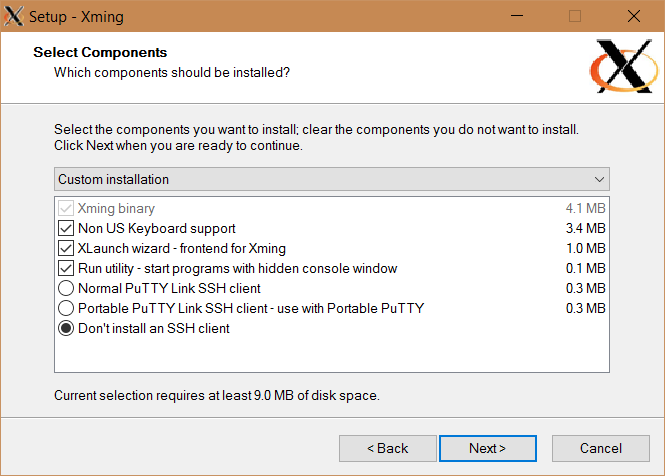 Setup - Xming
Select Components
Which components should be installed?
Select the components you want to install; clear the components you do not want to install.
Click Next when you are ready to continue.
Custom installation
Xming binary 4.1 MB
Non US Keyboard support 3.4 MB
XLaunch wizard - frontend for Xming 1.0 MB
Run utility - start programs with hidden console window 0.1 MB
Normal PuTTY Link SSH client 0.3 MB
Portable PuTTY Link SSH client - use with Portable PuTTY 0.3 MB
Don't install an SSH client
Current selection requires at least 9.0 MB of disk space.
< Back Next > Cancel